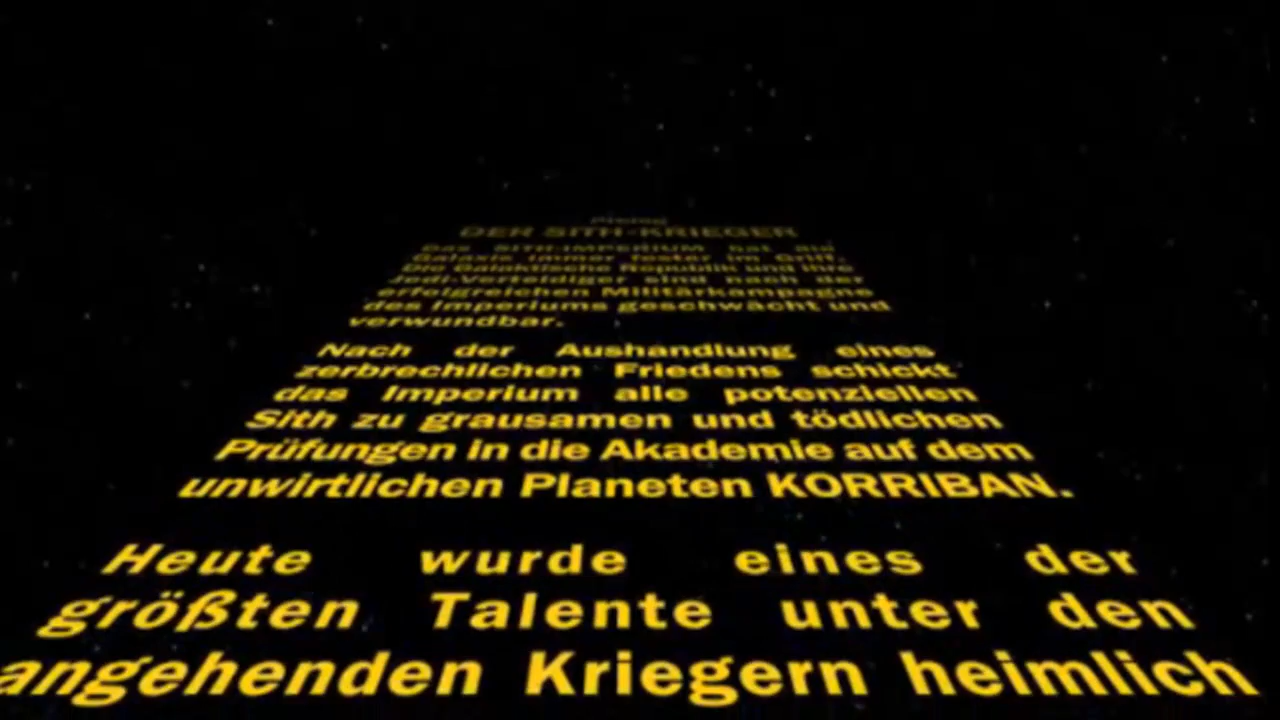 Prolog
DER SITH-KRIEGER
Das SITH-IMPERIUM hat die
Galaxis immer fester im Griff.
Die Galaktische Republik und ihre
Jedi-Verteidiger sind nach der
erfolgreichen Militärkampagne
des Imperiums geschwächt und
verwundbar.
Nach der Aushandlung eines
zerbrechlichen Friedens schickt
das Imperium alle potenziellen
Sith zu grausamen und tödlichen
Prüfungen in die Akademie auf dem
unwirtlichen Planeten KORRIBAN.
Heute wurde eines der
größten Talente unter den
angehenden Kriegern heimlich